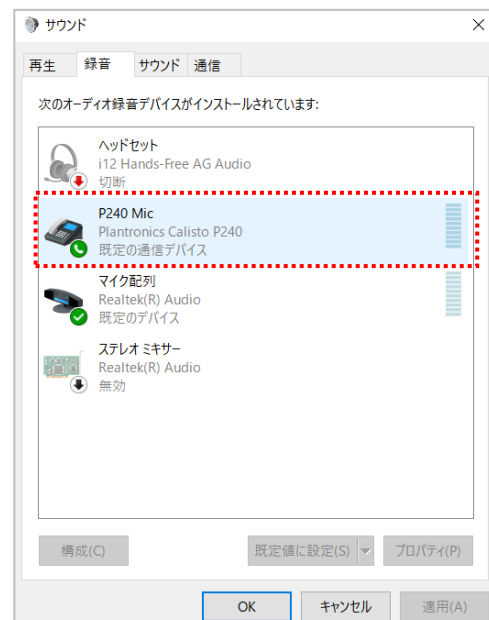 サウンド
再生 録音 サウンド 通信
次のオーディオ録音デバイスがインストールされています:
ヘッドセット
i12 Hands-Free AG Audio
切断
P240 Mic
Plantronics Calisto P240
既定の通信デバイス
マイク配列
Realtek(R) Audio
既定のデバイス
ステレオ ミキサー
Realtek(R) Audio
無効
構成(C) 既定値に設定(S) プロパティ(P)
OK キャンセル 適用(A)